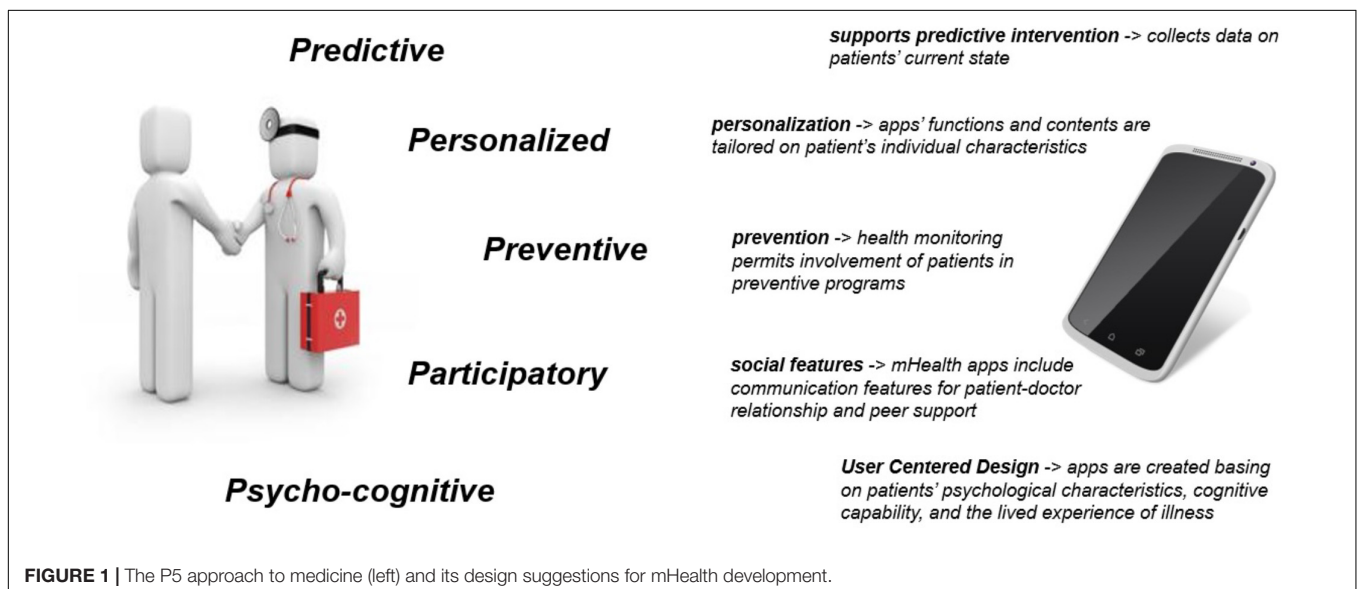 Predictive
supports predictive intervention -> collects data on
patients' current state
Personalized
personalization -> apps' functions and contents are
tailored on patient's individual characteristics
Preventive
prevention -> health monitoring
permits involvement of patients in
preventive programs
Participatory
social features -> mHealth apps include
communication features for patient-doctor
relationship and peer support
Psycho-cognitive
User Centered Design -> apps are created basing
on patients' psychological characteristics, cognitive
capability, and the lived experience of illness
FIGURE 1 | The P5 approach to medicine (left) and its design suggestions for mHealth development.